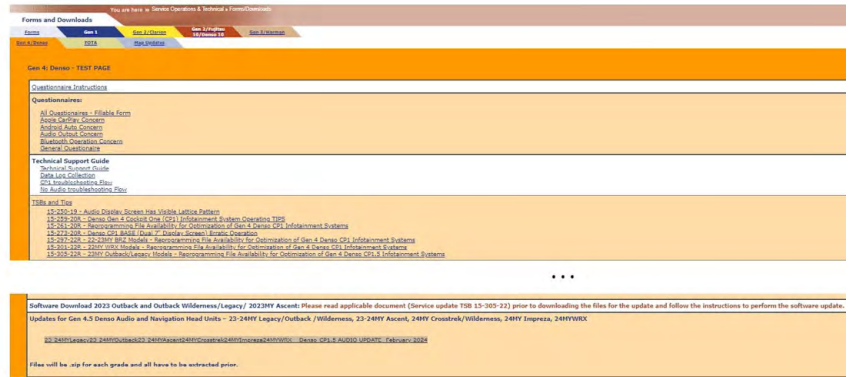 You are here » Service Operations & Technical » Forms/Downloads
Forms and Downloads
Forms
Gen 1
Gen 2/Clarion
Gen 3/Fujitsu 10/Denso 10
Gen 3/Harman
Gen 4/Denso
FOTA
Map Updates
Gen 4: Denso - TEST PAGE
Questionnaire Instructions
Questionnaires:
All Questionaires - Fillable Form
Apple CarPlay Concern
Android Auto Concern
Audio Output Concern
Bluetooth Operation Concern
General Questionaire
Technical Support Guide
Technical Support Guide
Data Log Collection
CP1 troubleshooting Flow
No Audio troubleshooting Flow
TSBs and Tips
15-250-19 - Audio Display Screen Has Visible Lattice Pattern
15-259-20R - Denso Gen 4 Cockpit One (CP1) Infotainment System Operating TIPS
15-261-20R - Reprogramming File Availability for Optimization of Gen 4 Denso CP1 Infotainment Systems
15-273-20R - Denso CP1 BASE (Dual 7" Display Screen) Erratic Operation
15-297-22R - 22-23MY BRZ Models - Reprogramming File Availability for Optimization of Gen 4 Denso CP1 Infotainment Systems
15-301-22R - 22MY WRX Models - Reprogramming File Availability for Optimization of Gen 4 Denso CP1 Infotainment Systems
15-305-22R - 23MY Outback/Legacy Models - Reprogramming File Availability for Optimization of Gen 4 Denso CP1.5 Infotainment Systems
• • •
Software Download 2023 Outback and Outback Wilderness/Legacy/ 2023MY Ascent: Please read applicable document (Service update TSB 15-305-22) prior to downloading the files for the update and follow the instructions to perform the software update.
Updates for Gen 4.5 Denso Audio and Navigation Head Units - 23-24MY Legacy/Outback /Wilderness, 23-24MY Ascent, 24MY Crosstrek/Wilderness, 24MY Impreza, 24MYWRX
23-24MYLegacy23-24MYOutback23-24MYAscent24MYCrosstrek24MYImpreza24MYWRX Denso CP1.5 AUDIO UPDATE February 2024
Files will be .zip for each grade and all have to be extracted prior.